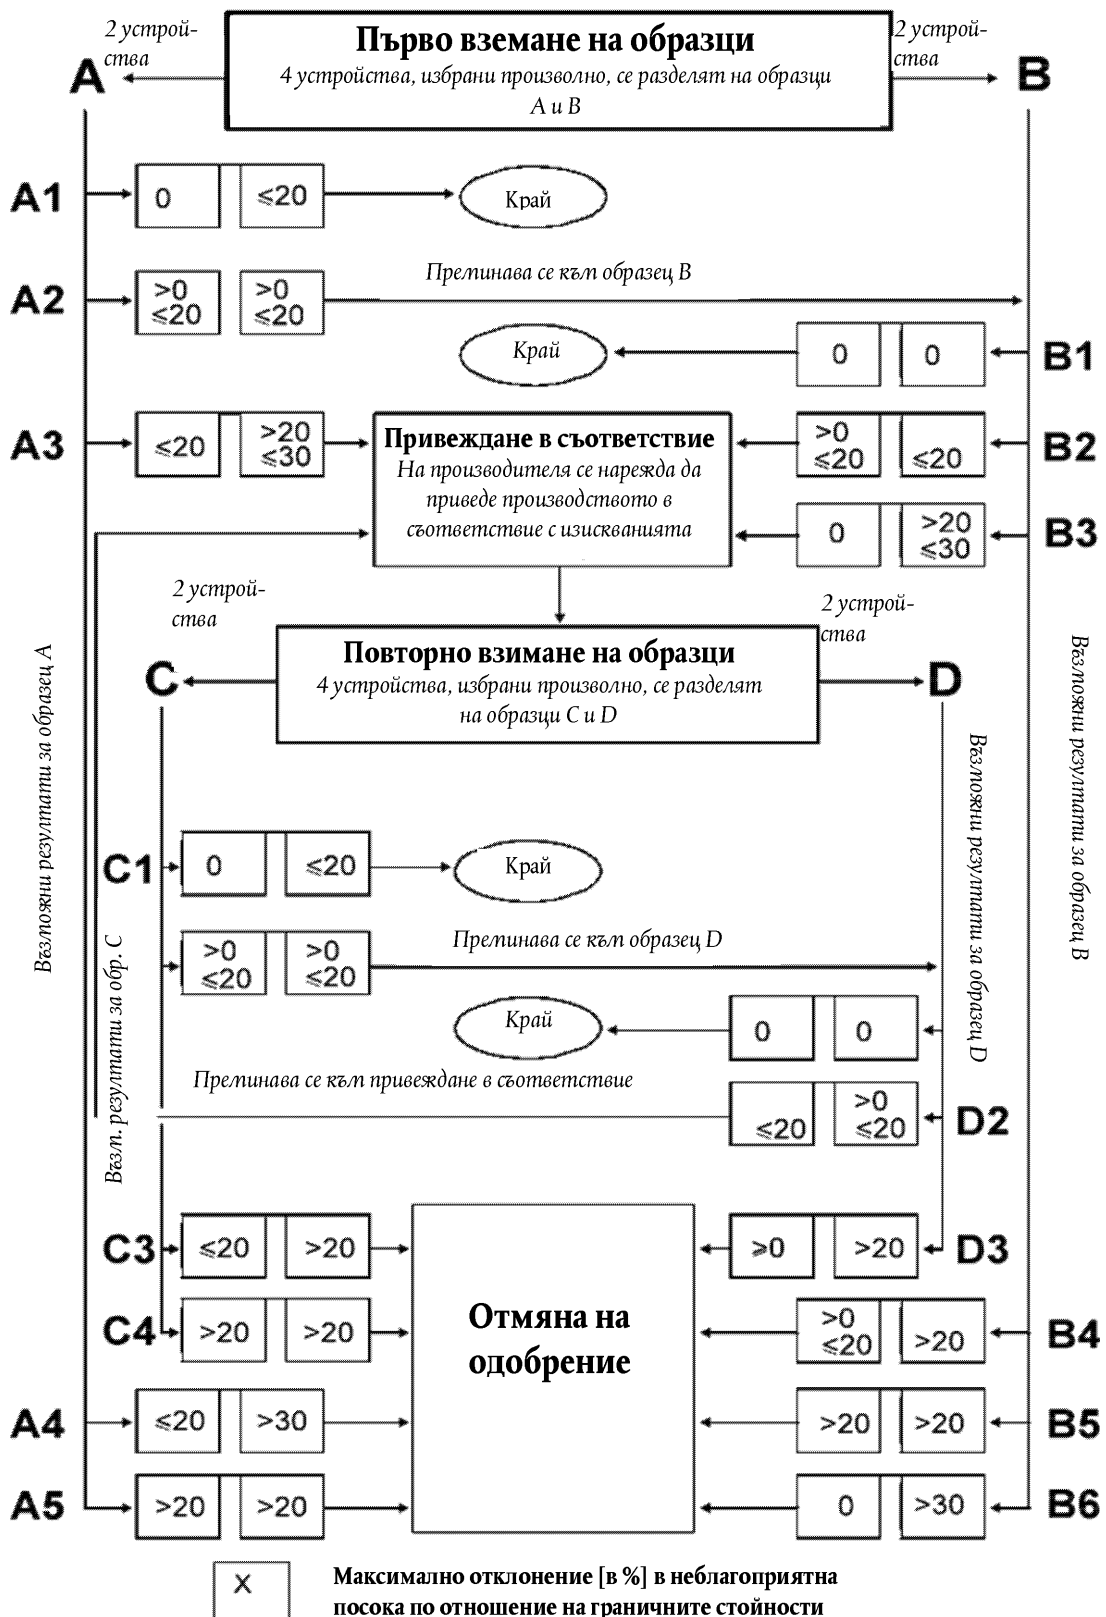 2 устрой-
ства
Първо вземане на образци
4 устройства, избрани произволно, се разделят на образци
А и В
2 устрой-
ства
A
B
A1
0
≤20
Край
A2
>0
≤20
>0
≤20
Преминава се към образец В
Край
0
0
B1
A3
≤20
>20
≤30
Привеждане в съответствие
На производителя се нарежда да
приведе производството в
съответствие с изискванията
>0
≤20
≤20
B2
0
>20
≤30
B3
2 устрой-
ства
2 устрой-
ства
C
Повторно взимане на образци
4 устройства, избрани произволно, се разделят
на образци C и D
D
Възможни резултати за образец А
Възможни резултати за образец В
Възможни резултати за образец D
C1
0
≤20
Край
Възм. резултати за обр. С
>0
≤20
>0
≤20
Преминава се към образец D
Край
0
0
Преминава се към привеждане в съответствие
≤20
>0
≤20
D2
C3
≤20
>20
≥0
>20
D3
Отмяна на
одобрение
C4
>20
>20
>0
≤20
>20
B4
A4
≤20
>30
>20
>20
B5
A5
>20
>20
0
>30
B6
X
Максимално отклонение [в %] в неблагоприятна
посока по отношение на граничните стойности